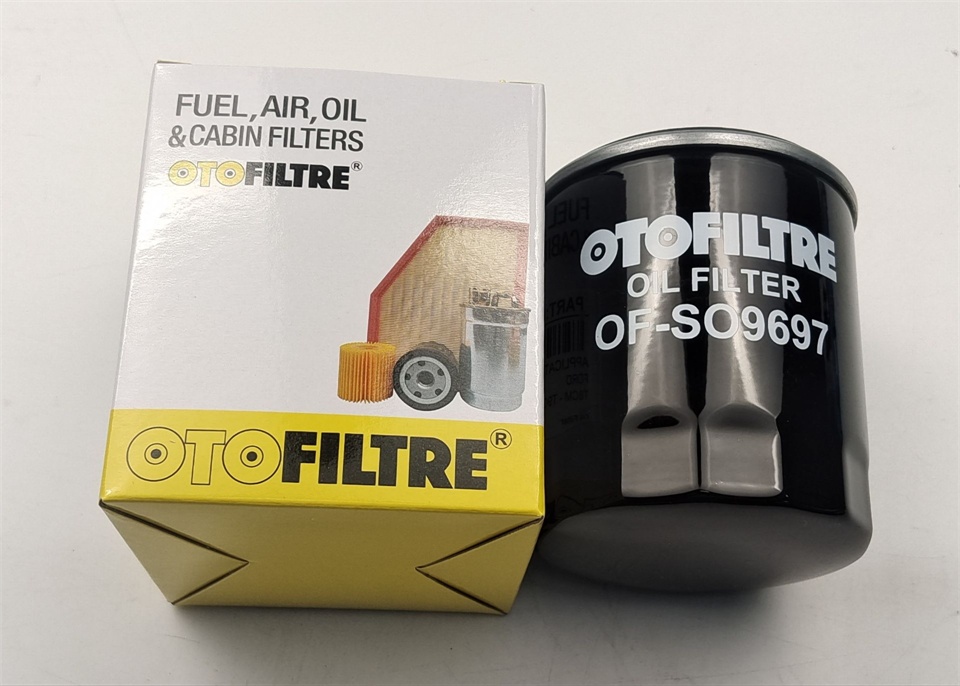 FUEL, AIR, OIL
& CABIN FILTERS
OTOFILTRE®
OTOFILTRE®
OTOFILTRE
OIL FILTER
OF-SO9697